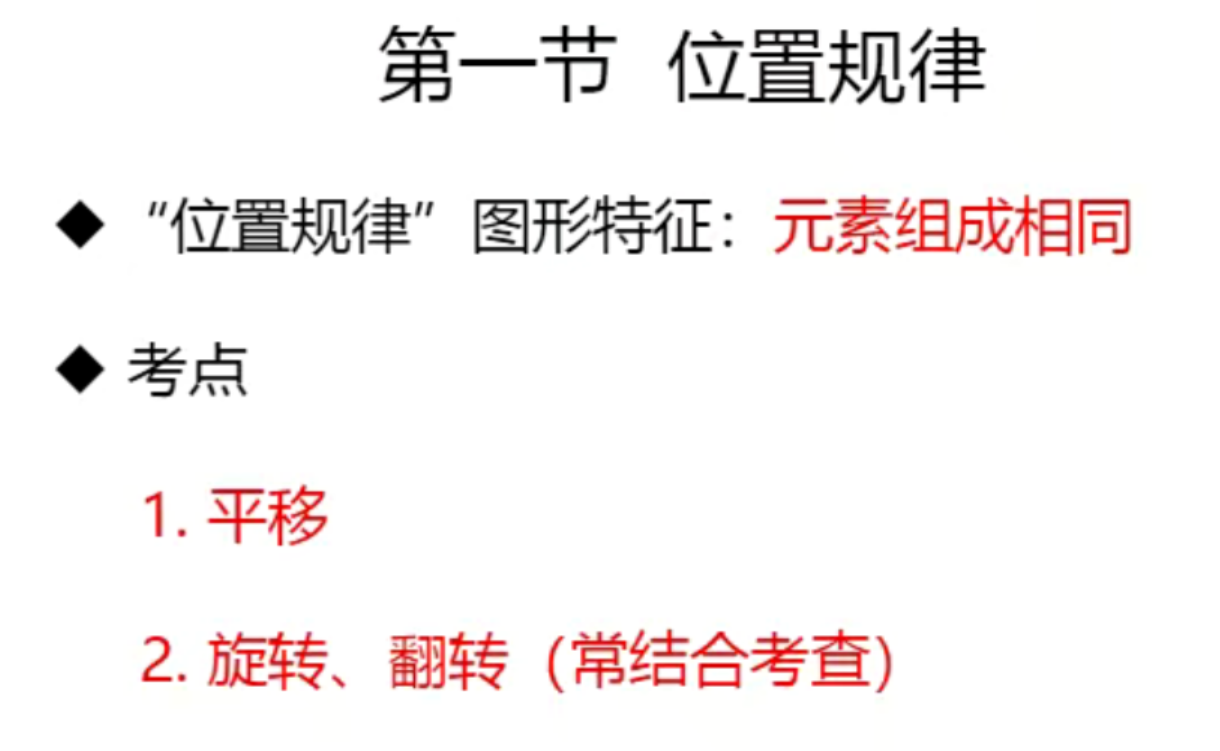 第一节 位置规律
◆ “位置规律”图形特征：元素组成相同
◆ 考点
1. 平移
2. 旋转、翻转（常结合考查）